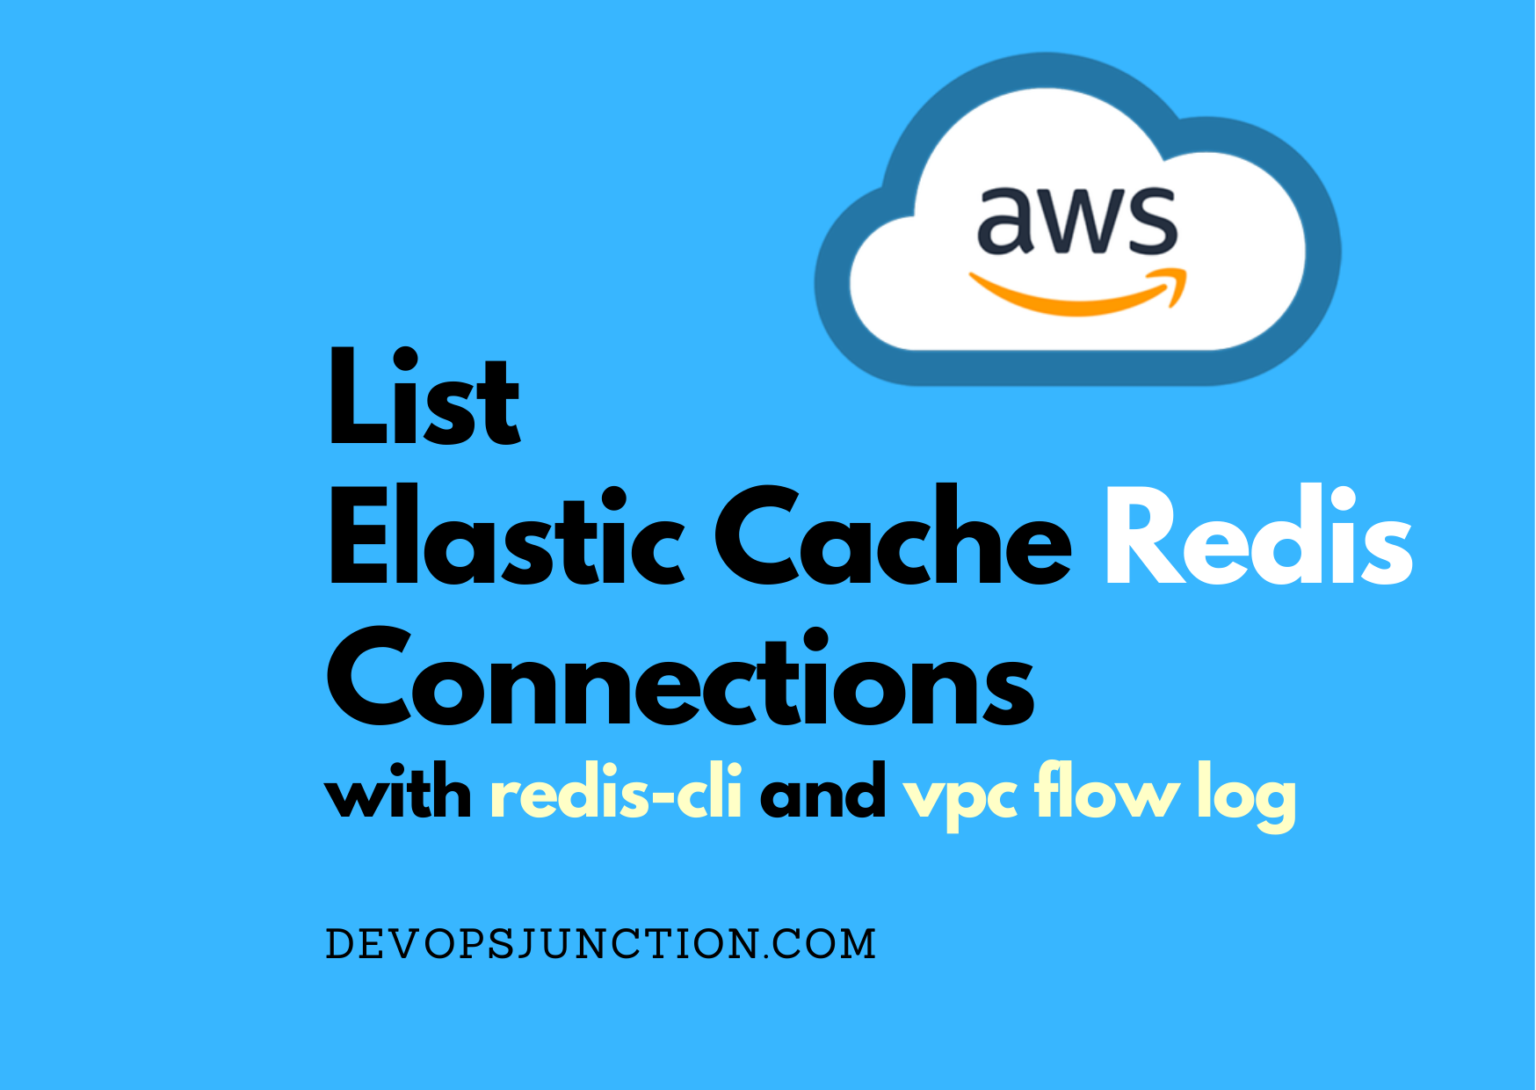 aws
List
Elastic Cache Redis
Connections
with redis-cli and vpc flow log
DEVOPSJUNCTION.COM